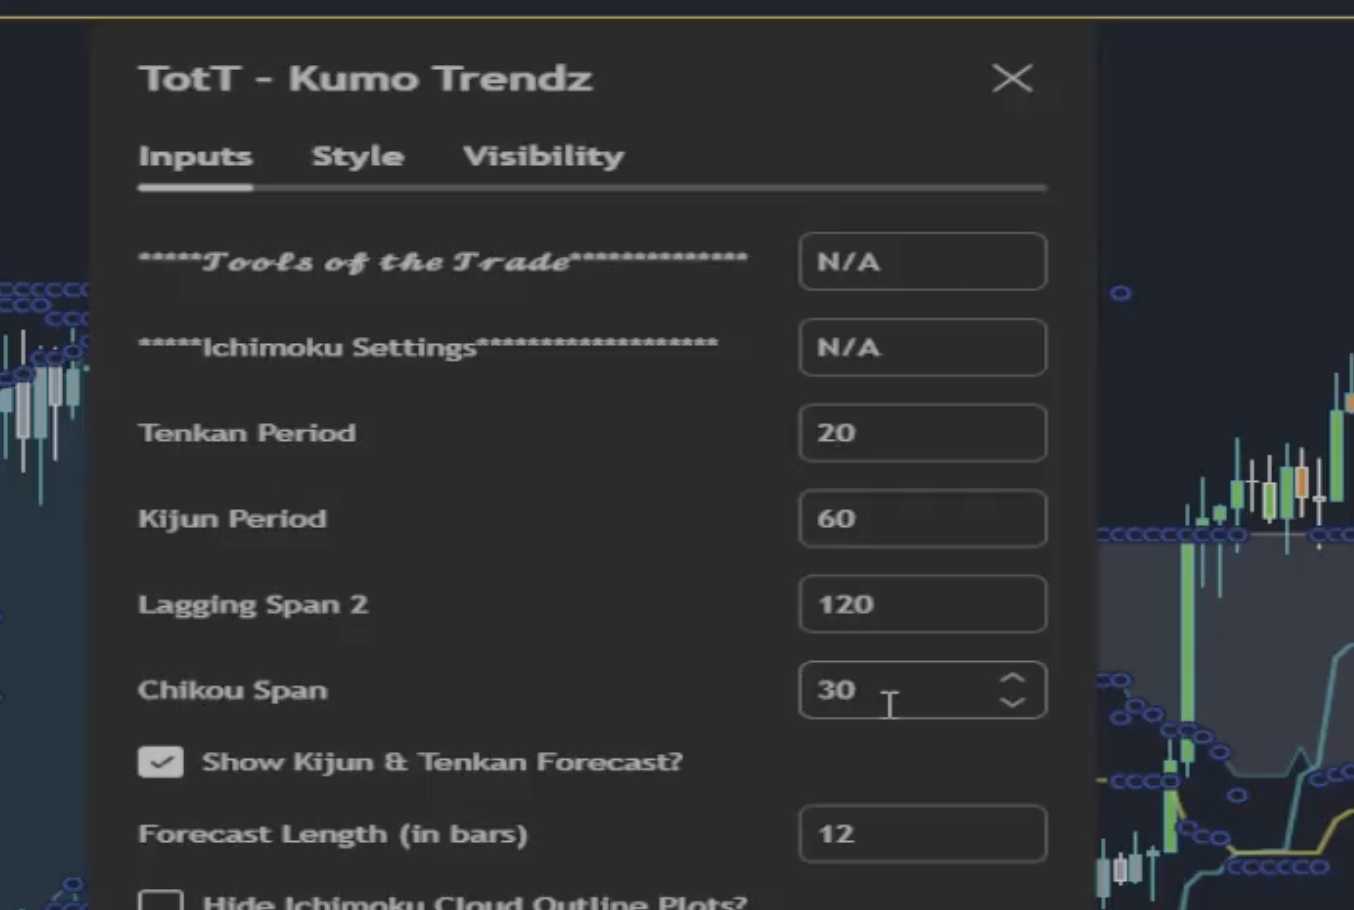 TotT - Kumo Trendz
Inputs Style Visibility
*****𝓣𝓸𝓸𝓵𝓼 𝓸𝓯 𝓽𝓱𝓮 𝓣𝓻𝓪𝓭𝓮************** N/A
*****Ichimoku Settings******************* N/A
Tenkan Period 20
Kijun Period 60
Lagging Span 2 120
Chikou Span 30
Show Kijun & Tenkan Forecast?
Forecast Length (in bars) 12
Hide Ichimoku Cloud Outline Plots?